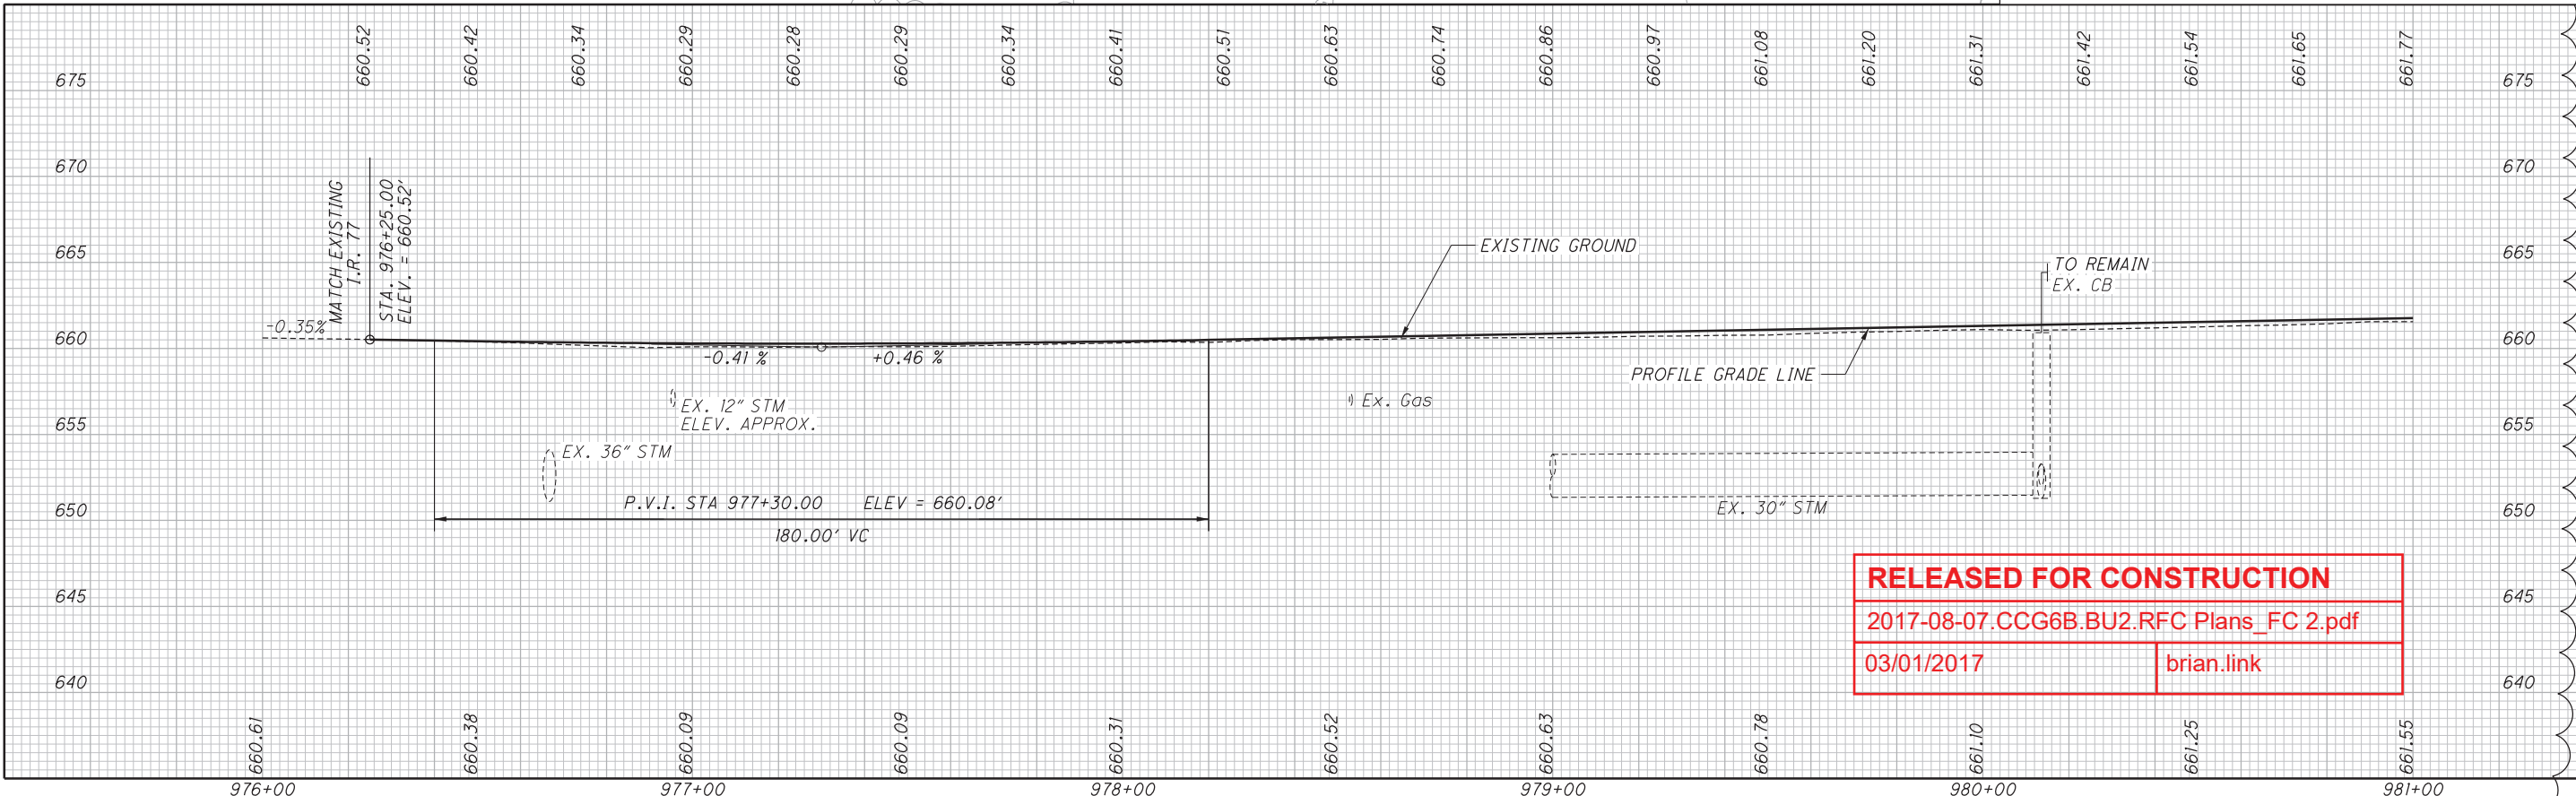 660.52 660.42 660.34 660.29 660.28 660.29 660.34 660.41 660.51 660.63 660.74 660.86 660.97 661.08 661.20 661.31 661.42 661.54 661.65 661.77
675 675
670 670
MATCH EXISTING
I.R. 77
STA. 976+25.00
ELEV. = 660.52'
665 665
EXISTING GROUND
TO REMAIN
EX. CB
-0.35%
660 660
-0.41 % +0.46 %
PROFILE GRADE LINE
EX. 12" STM
ELEV. APPROX.
Ex. Gas
655 655
EX. 36" STM
P.V.I. STA 977+30.00 ELEV = 660.08'
650 650
EX. 30" STM
180.00' VC
RELEASED FOR CONSTRUCTION
645 645
2017-08-07.CCG6B.BU2.RFC Plans_FC 2.pdf
03/01/2017 brian.link
640 640
660.61 660.38 660.09 660.09 660.31 660.52 660.63 660.78 661.10 661.25 661.55
976+00 977+00 978+00 979+00 980+00 981+00